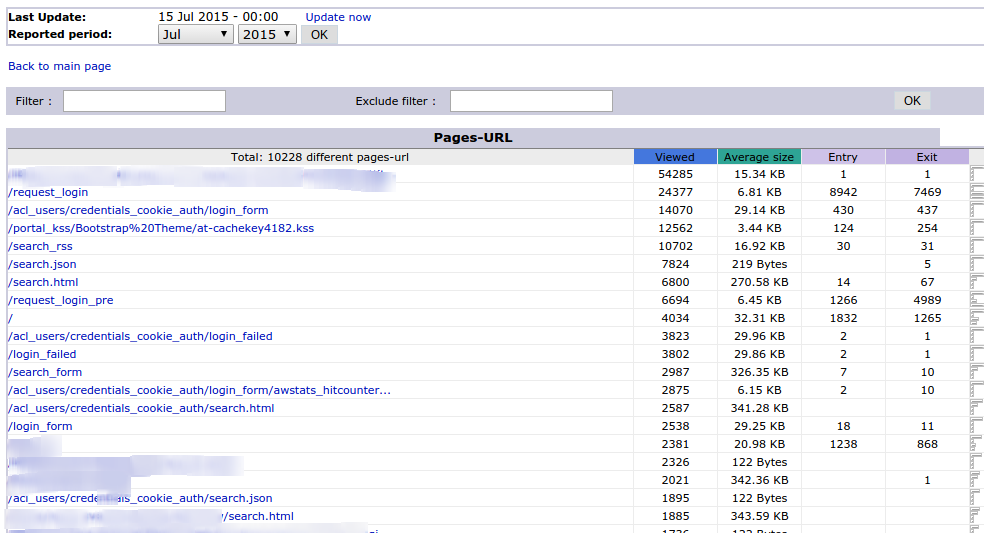 Last Update: 15 Jul 2015 - 00:00 Update now
Reported period: Jul 2015 OK
Back to main page
Filter : Exclude filter : OK
Pages-URL
Total: 10228 different pages-url Viewed Average size Entry Exit
54285 15.34 KB 1 1
/request_login 24377 6.81 KB 8942 7469
/acl_users/credentials_cookie_auth/login_form 14070 29.14 KB 430 437
/portal_kss/Bootstrap%20Theme/at-cachekey4182.kss 12562 3.44 KB 124 254
/search_rss 10702 16.92 KB 30 31
/search.json 7824 219 Bytes 5
/search.html 6800 270.58 KB 14 67
/request_login_pre 6694 6.45 KB 1266 4989
/ 4034 32.31 KB 1832 1265
/acl_users/credentials_cookie_auth/login_failed 3823 29.96 KB 2 1
/login_failed 3802 29.86 KB 2 1
/search_form 2987 326.35 KB 7 10
/acl_users/credentials_cookie_auth/login_form/awstats_hitcounter... 2875 6.15 KB 2 10
/acl_users/credentials_cookie_auth/search.html 2587 341.28 KB
/login_form 2538 29.25 KB 18 11
2381 20.98 KB 1238 868
2326 122 Bytes
2021 342.36 KB 1
/acl_users/credentials_cookie_auth/search.json 1895 122 Bytes
/search.html 1885 343.59 KB
1736 122 Bytes